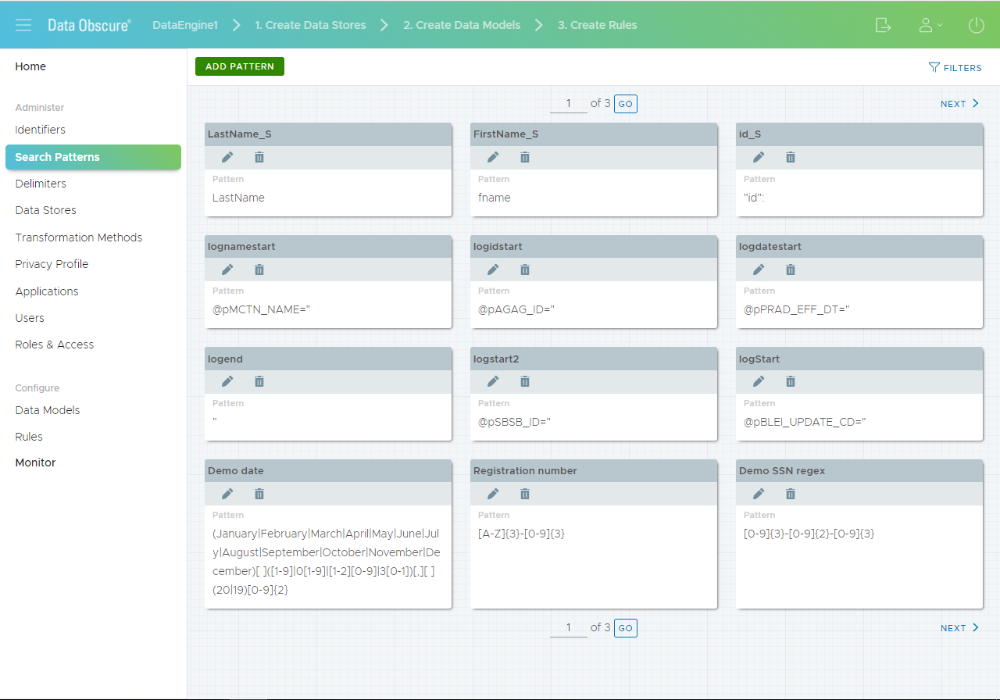 Data Obscure® DataEngine1 1. Create Data Stores 2. Create Data Models 3. Create Rules
Home
Administer
Identifiers
Search Patterns
Delimiters
Data Stores
Transformation Methods
Privacy Profile
Applications
Users
Roles & Access
Configure
Data Models
Rules
Monitor
ADD PATTERN FILTERS
1 of 3 GO NEXT
LastName_S
Pattern
LastName
FirstName_S
Pattern
fname
id_S
Pattern
"id":
lognamestart
Pattern
@pMCTN_NAME="
logidstart
Pattern
@pAGAG_ID="
logdatestart
Pattern
@pPRAD_EFF_DT="
logend
Pattern
"
logstart2
Pattern
@pSBSB_ID="
logStart
Pattern
@pBLEI_UPDATE_CD="
Demo date
Pattern
(January|February|March|April|May|June|Jul
y|August|September|October|November|De
cember)[ ]([1-9]|0[1-9]|[1-2][0-9]|3[0-1])[,][ ]
(20|19)[0-9]{2}
Registration number
Pattern
[A-Z]{3}-[0-9]{3}
Demo SSN regex
Pattern
[0-9]{3}-[0-9]{2}-[0-9]{3}
1 of 3 GO NEXT